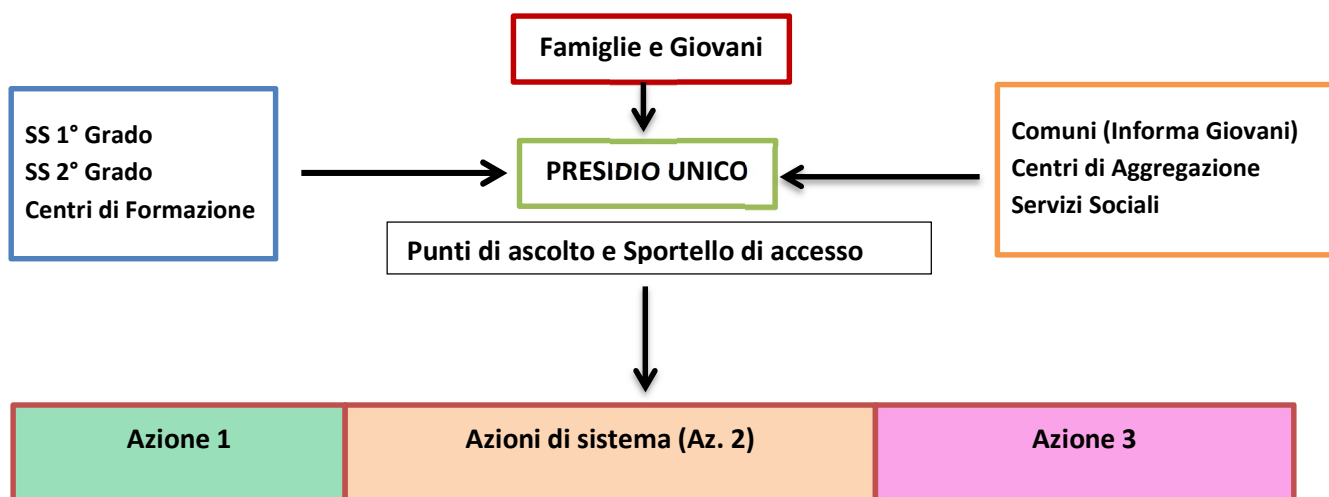 Famiglie e Giovani
SS 1° Grado
SS 2° Grado
Centri di Formazione
PRESIDIO UNICO
Comuni (Informa Giovani)
Centri di Aggregazione
Servizi Sociali
Punti di ascolto e Sportello di accesso
Azione 1
Azioni di sistema (Az. 2)
Azione 3